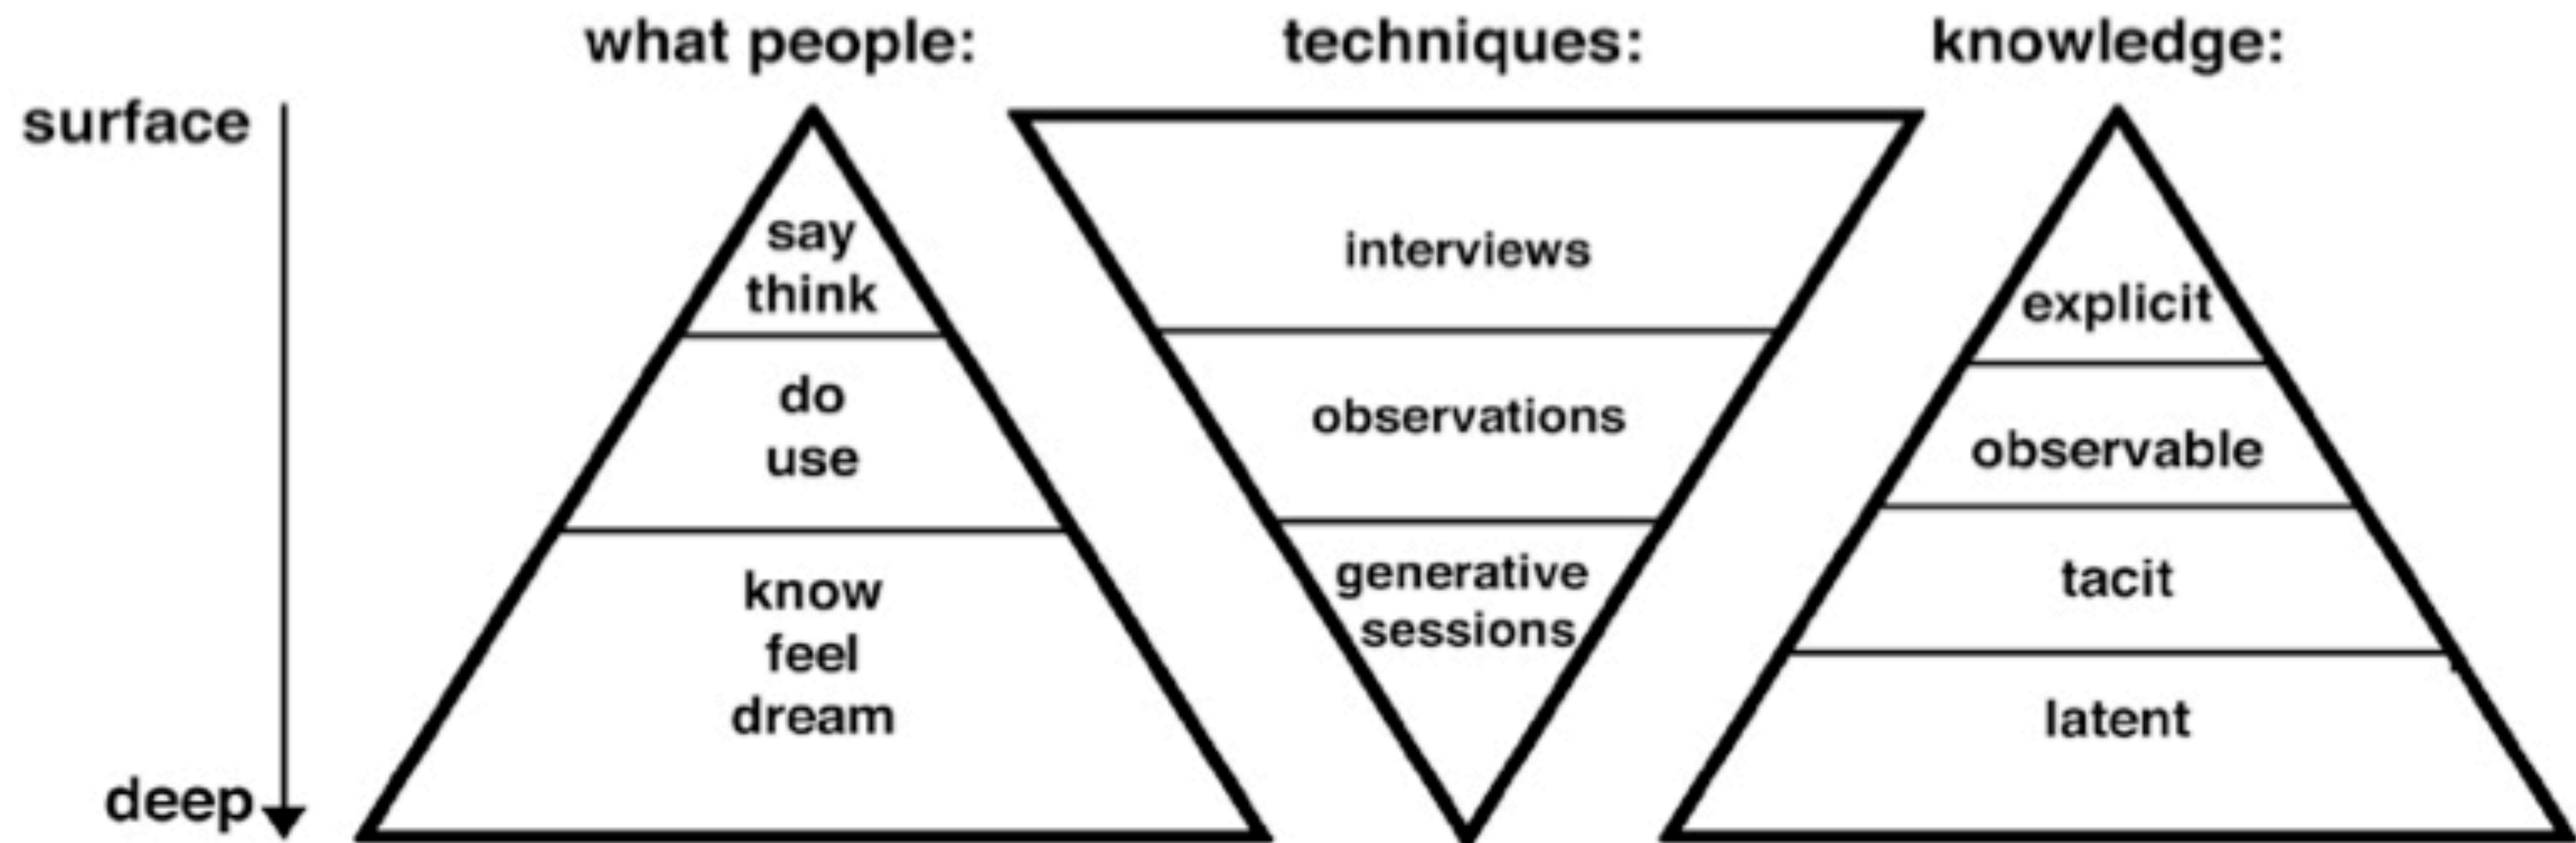 what people:
techniques:
knowledge:
surface
say
think
do
use
know
feel
dream
interviews
observations
generative
sessions
explicit
observable
tacit
latent
deep